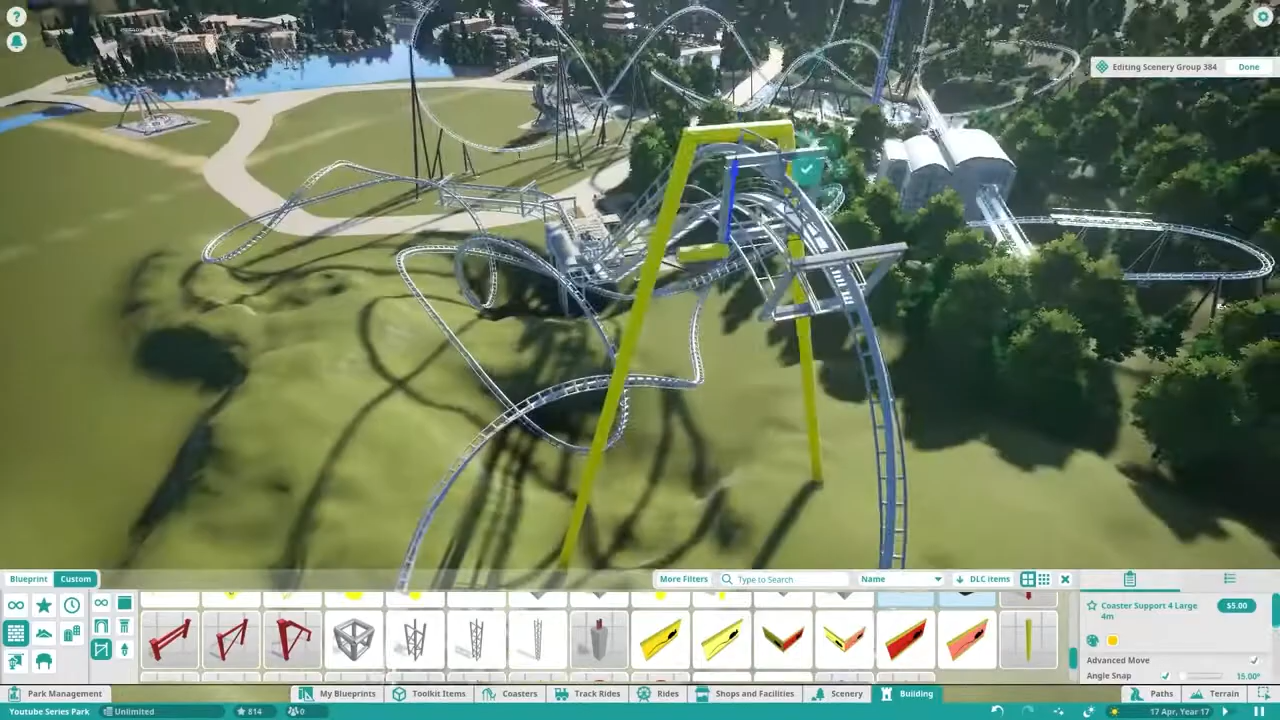 Editing Scenery Group 384
Done
Blueprint
Custom
More Filters
Type to Search
Name
DLC items
Coaster Support 4 Large
4m
$5.00
Advanced Move
Angle Snap
15.00°
Park Management
My Blueprints
Toolkit Items
Coasters
Track Rides
Rides
Shops and Facilities
Scenery
Building
Paths
Terrain
Youtube Series Park
Unlimited
814
0
17 Apr, Year 17